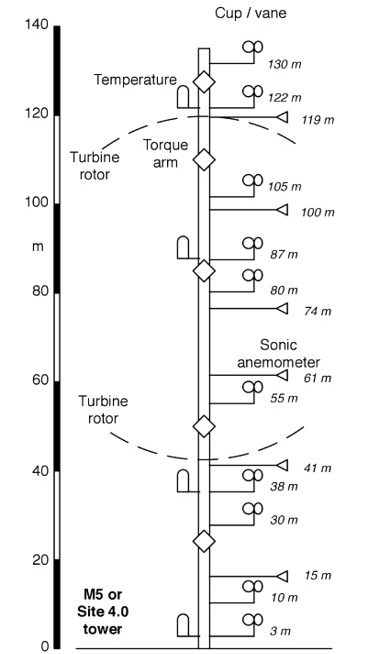 Cup / vane
140
130 m
Temperature
122 m
120
119 m
Torque
arm
Turbine
rotor
105 m
100
100 m
m
87 m
80
80 m
74 m
Sonic
anemometer
60
61 m
55 m
Turbine
rotor
40
41 m
38 m
30 m
20
15 m
M5 or
Site 4.0
tower
10 m
3 m
0